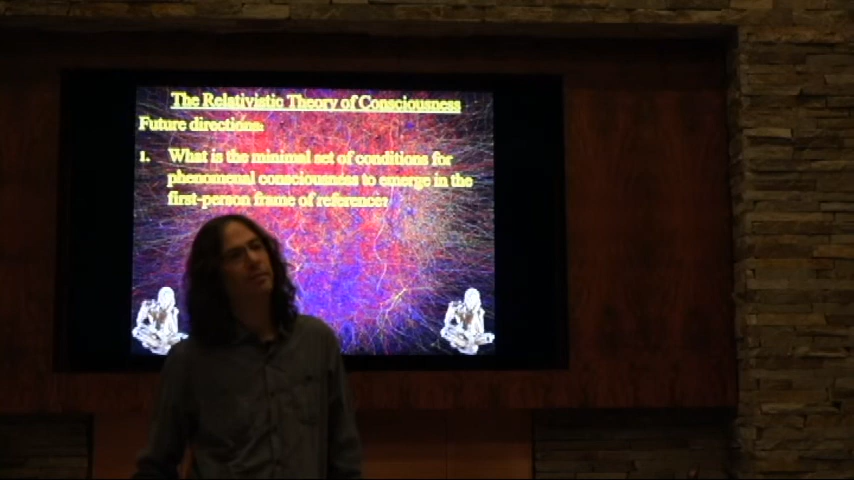 The Relativistic Theory of Consciousness
Future directions:
1. What is the minimal set of conditions for
phenomenal consciousness to emerge in the
first-person frame of reference?